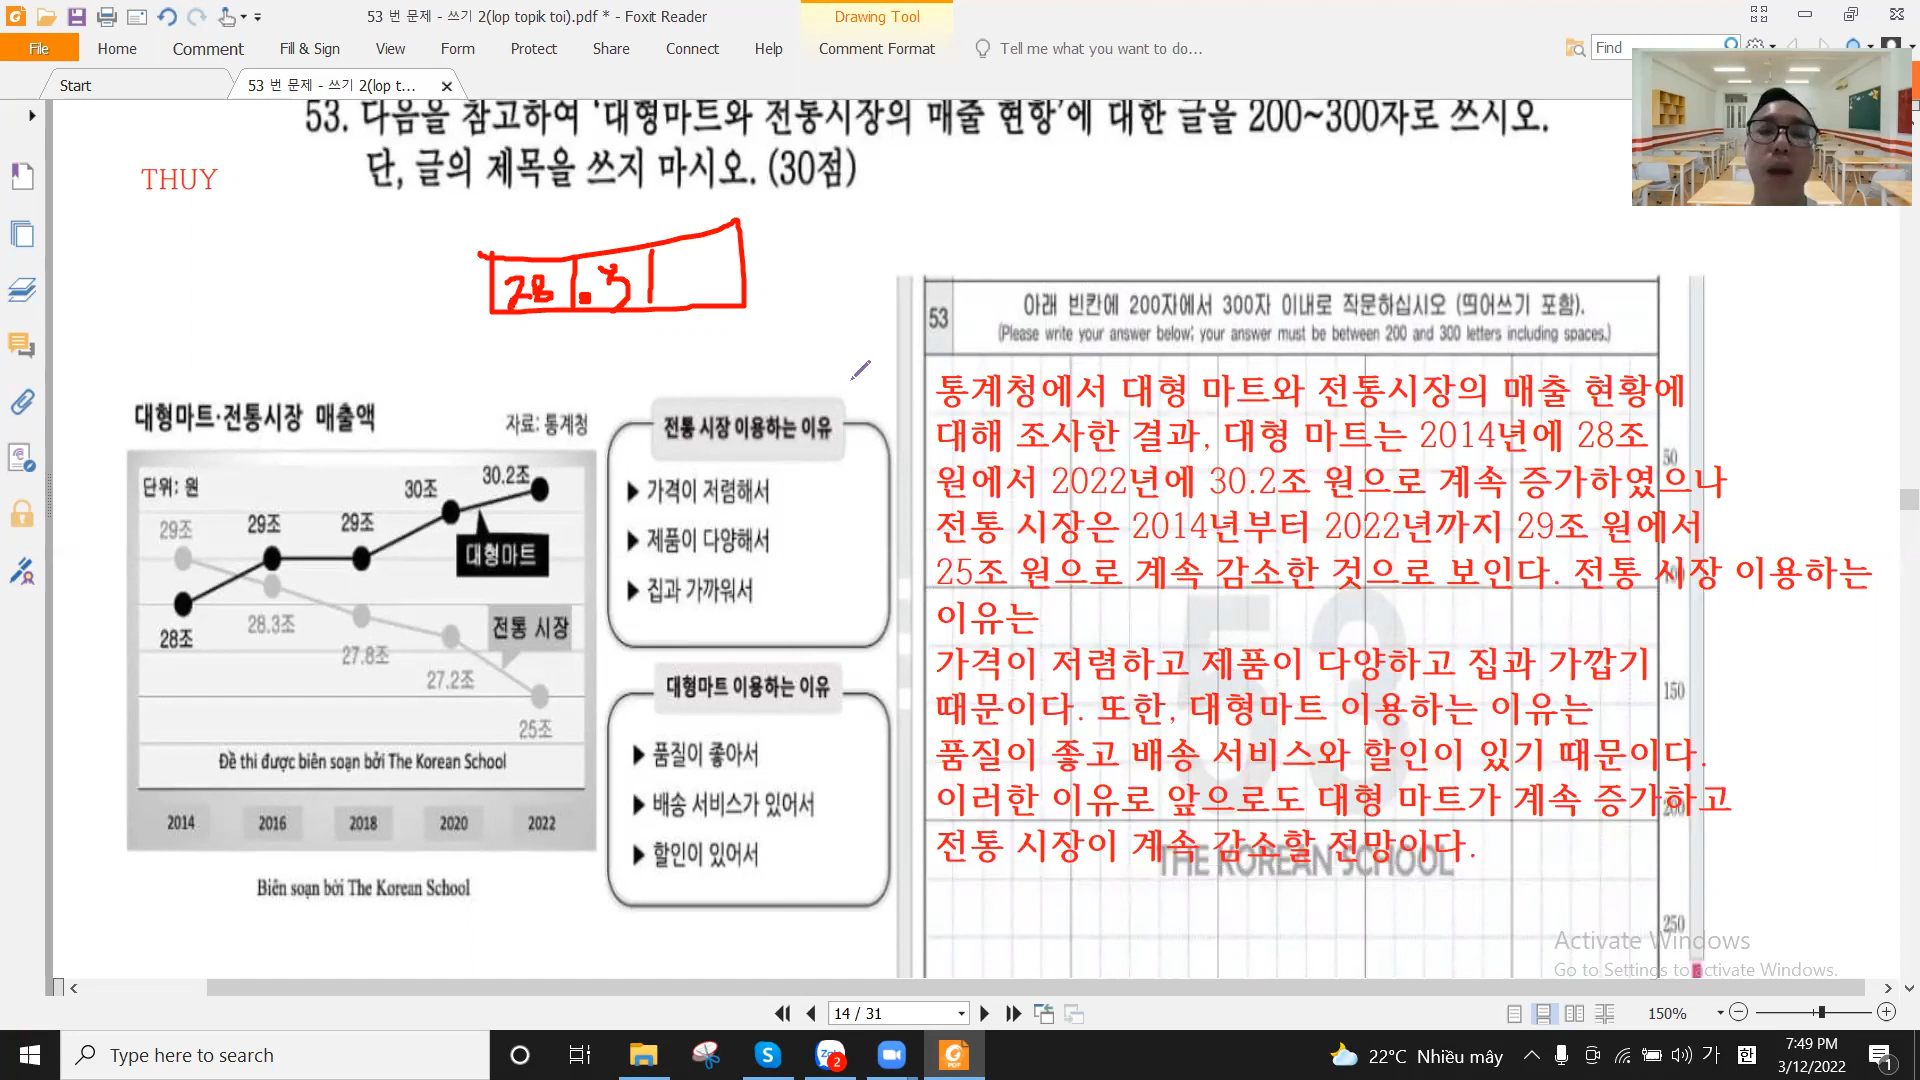 53 번 문제 - 쓰기 2(lop topik toi).pdf * - Foxit Reader
Drawing Tool
File Home Comment Fill & Sign View Form Protect Share Connect Help Comment Format Tell me what you want to do... Find
Start
53 번 문제 - 쓰기 2(lop t...
53. 다음을 참고하여 ‘대형마트와 전통시장의 매출 현황’에 대한 글을 200~300자로 쓰시오.
단, 글의 제목을 쓰지 마시오. (30점)
THUY
28 .3
대형마트·전통시장 매출액
자료: 통계청
단위: 원
29조 29조 29조 30조 30.2조
대형마트
28조 28.3조 27.8조 27.2조 25조
전통 시장
Đề thi được biên soạn bởi The Korean School
2014 2016 2018 2020 2022
Biên soạn bởi The Korean School
전통 시장 이용하는 이유
▶ 가격이 저렴해서
▶ 제품이 다양해서
▶ 집과 가까워서
대형마트 이용하는 이유
▶ 품질이 좋아서
▶ 배송 서비스가 있어서
▶ 할인이 있어서
53
아래 빈칸에 200자에서 300자 이내로 작문하십시오 (띄어쓰기 포함).
(Please write your answer below; your answer must be between 200 and 300 letters including spaces.)
통계청에서 대형 마트와 전통시장의 매출 현황에
대해 조사한 결과, 대형 마트는 2014년에 28조
원에서 2022년에 30.2조 원으로 계속 증가하였으나
전통 시장은 2014년부터 2022년까지 29조 원에서
25조 원으로 계속 감소한 것으로 보인다. 전통 시장 이용하는
이유는
가격이 저렴하고 제품이 다양하고 집과 가깝기
때문이다. 또한, 대형마트 이용하는 이유는
품질이 좋고 배송 서비스와 할인이 있기 때문이다.
이러한 이유로 앞으로도 대형 마트가 계속 증가하고
전통 시장이 계속 감소할 전망이다.
50
100
150
200
250
53
THE KOREAN SCHOOL
Activate Windows
Go to Settings to activate Windows.
14 / 31
150%
Type here to search
Zalo
2
22°C Nhiều mây
가
한
7:49 PM
3/12/2022
1